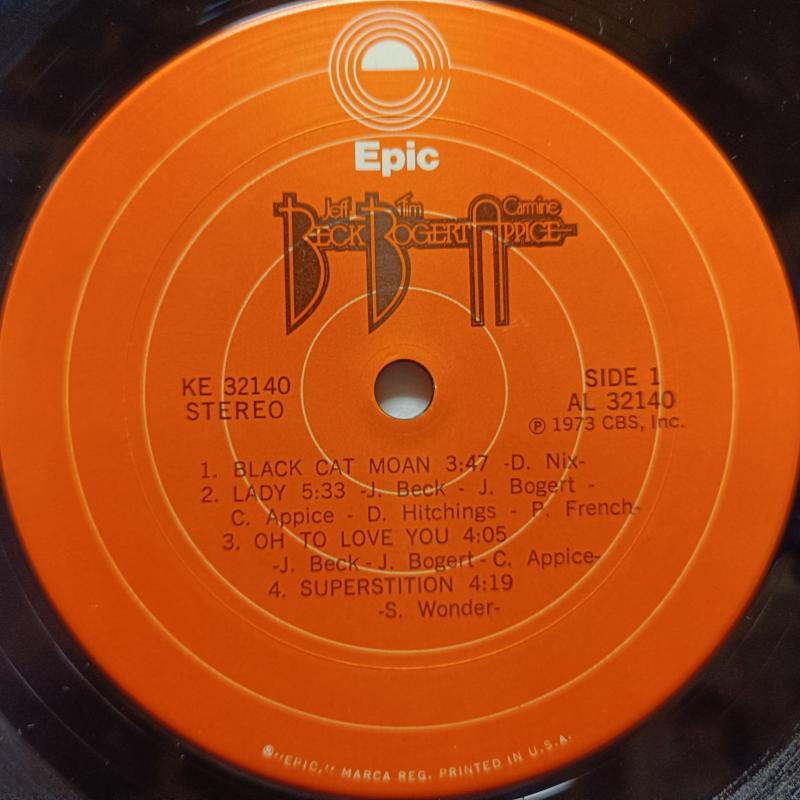 Epic
Jeff Tim Carmine
BECK BOGERT APPICE
KE 32140
STEREO
SIDE 1
AL 32140
℗ 1973 CBS, Inc.
1. BLACK CAT MOAN 3:47 -D. Nix-
2. LADY 5:33 -J. Beck - J. Bogert -
C. Appice - D. Hitchings - P. French-
3. OH TO LOVE YOU 4:05
-J. Beck - J. Bogert - C. Appice-
4. SUPERSTITION 4:19
-S. Wonder-
®"EPIC," MARCA REG. PRINTED IN U.S.A.